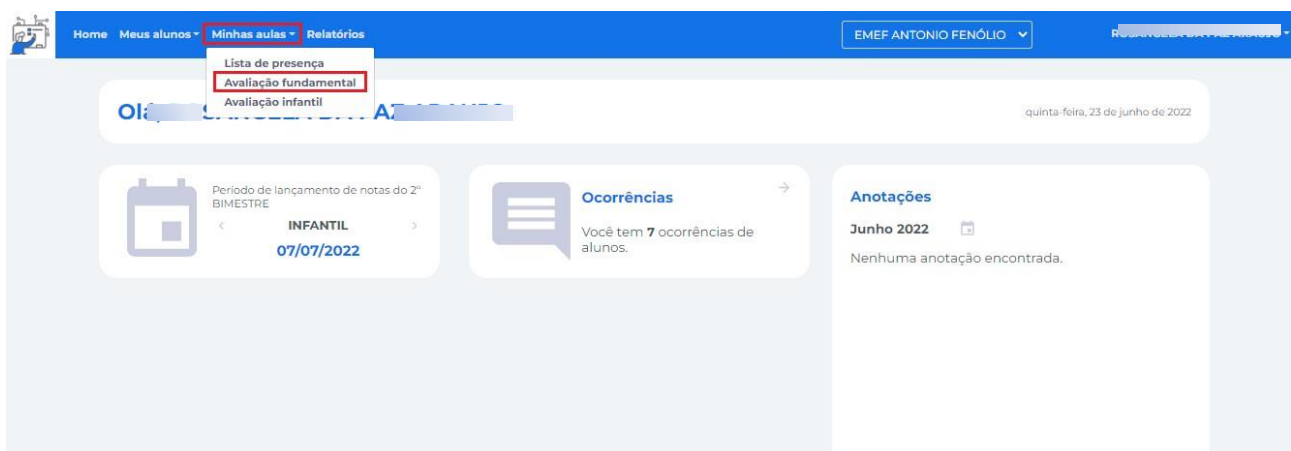 Home Meus alunos Minhas aulas Relatórios EMEF ANTONIO FENÓLIO
Lista de presença
Avaliação fundamental
Avaliação infantil
quinta-feira, 23 de junho de 2022
Período de lançamento de notas do 2º
BIMESTRE
< INFANTIL >
07/07/2022
Ocorrências →
Você tem 7 ocorrências de
alunos.
Anotações
Junho 2022
Nenhuma anotação encontrada.